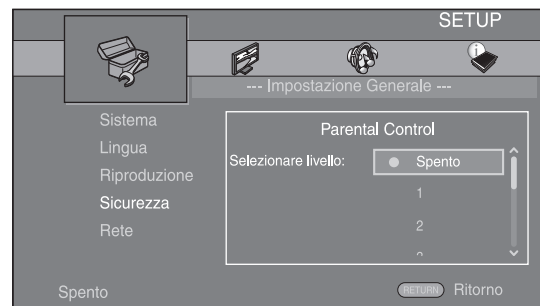 SETUP
--- Impostazione Generale ---
Sistema
Lingua
Riproduzione
Sicurezza
Rete
Parental Control
Selezionare livello:
Spento
1
2
Spento
RETURN Ritorno